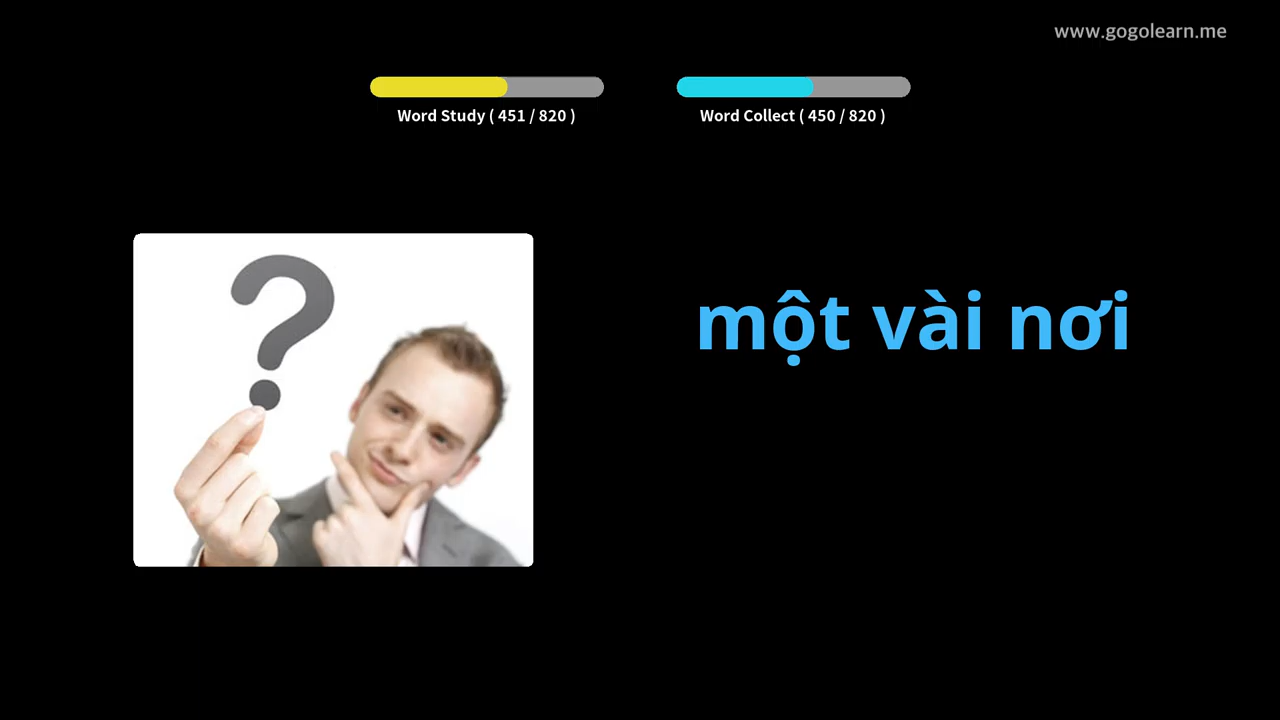 www.gogolearn.me
Word Study ( 451 / 820 )
Word Collect ( 450 / 820 )
?
một vài nơi